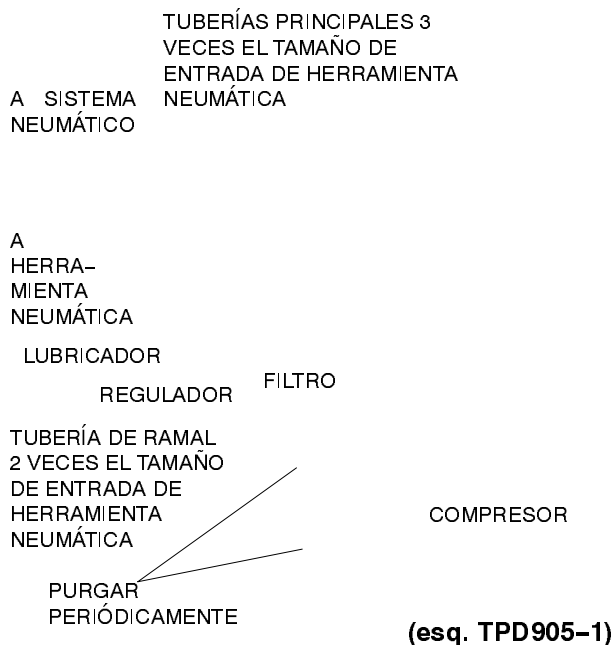 TUBERÍAS PRINCIPALES 3
VECES EL TAMAÑO DE
ENTRADA DE HERRAMIENTA
NEUMÁTICA
A SISTEMA
NEUMÁTICO
A
HERRA–
MIENTA
NEUMÁTICA
LUBRICADOR
REGULADOR
FILTRO
TUBERÍA DE RAMAL
2 VECES EL TAMAÑO
DE ENTRADA DE
HERRAMIENTA
NEUMÁTICA
COMPRESOR
PURGAR
PERIÓDICAMENTE
(esq. TPD905–1)